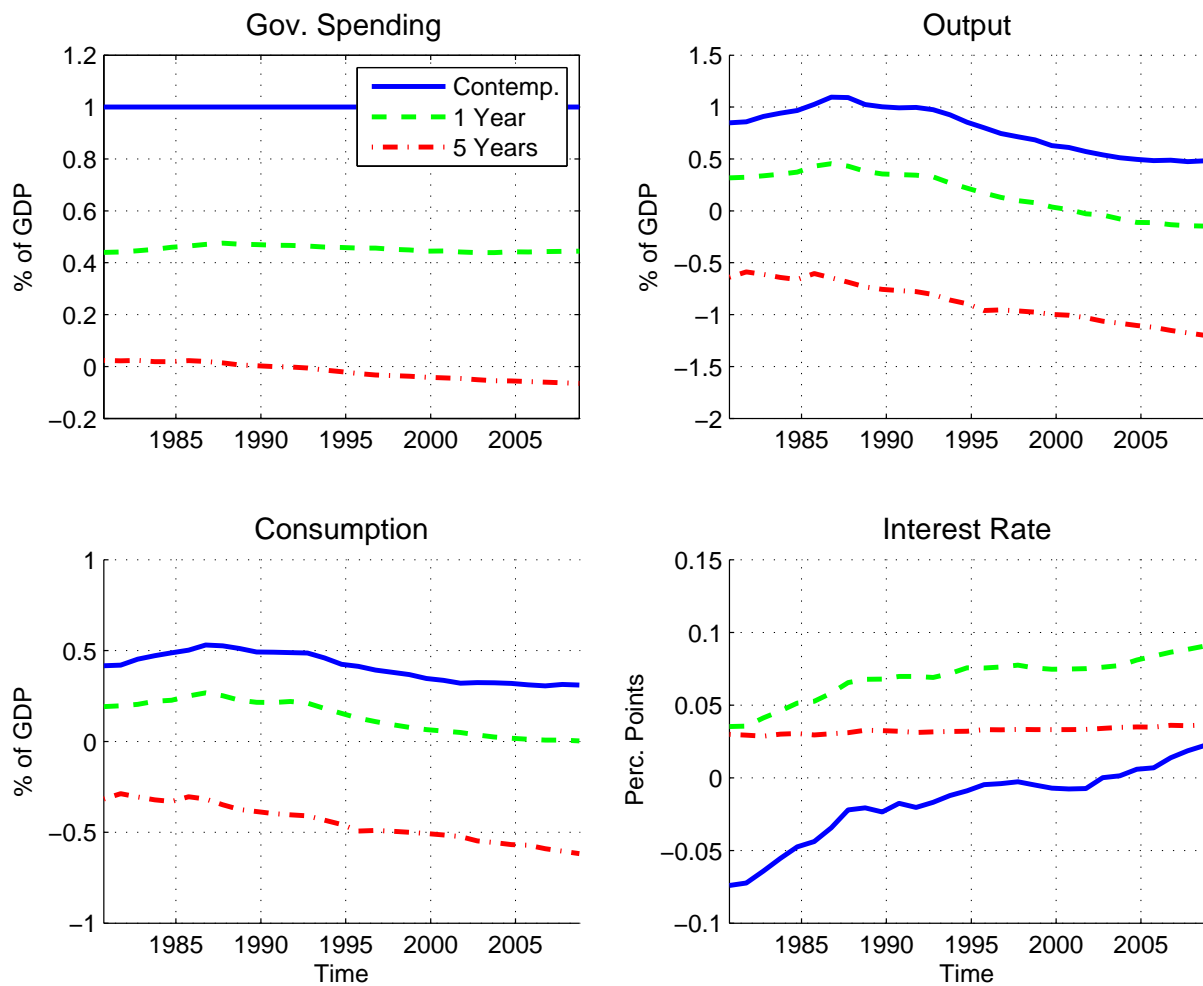 Gov. Spending
% of GDP
1.2
1
0.8
0.6
0.4
0.2
0
−0.2
1985 1990 1995 2000 2005
Contemp.
1 Year
5 Years
Output
% of GDP
1.5
1
0.5
0
−0.5
−1
−1.5
−2
1985 1990 1995 2000 2005
Consumption
% of GDP
1
0.5
0
−0.5
−1
1985 1990 1995 2000 2005
Time
Interest Rate
Perc. Points
0.15
0.1
0.05
0
−0.05
−0.1
1985 1990 1995 2000 2005
Time